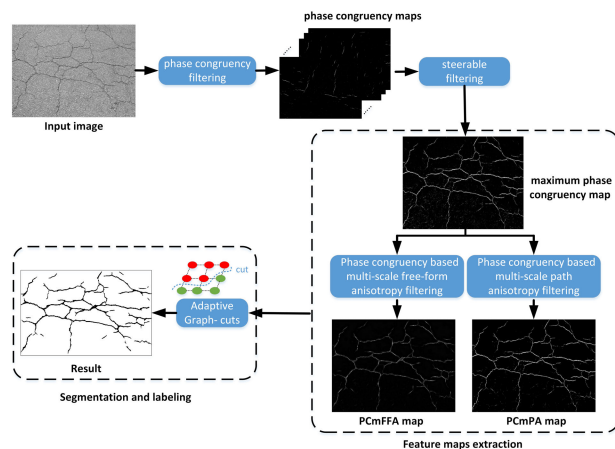 phase congruency maps
phase congruency
filtering
steerable
filtering
Input image
maximum phase
congruency map
Phase congruency based
multi-scale free-form
anisotropy filtering
Phase congruency based
multi-scale path
anisotropy filtering
cut
Adaptive
Graph- cuts
Result
Segmentation and labeling
PCmFFA map
PCmPA map
Feature maps extraction